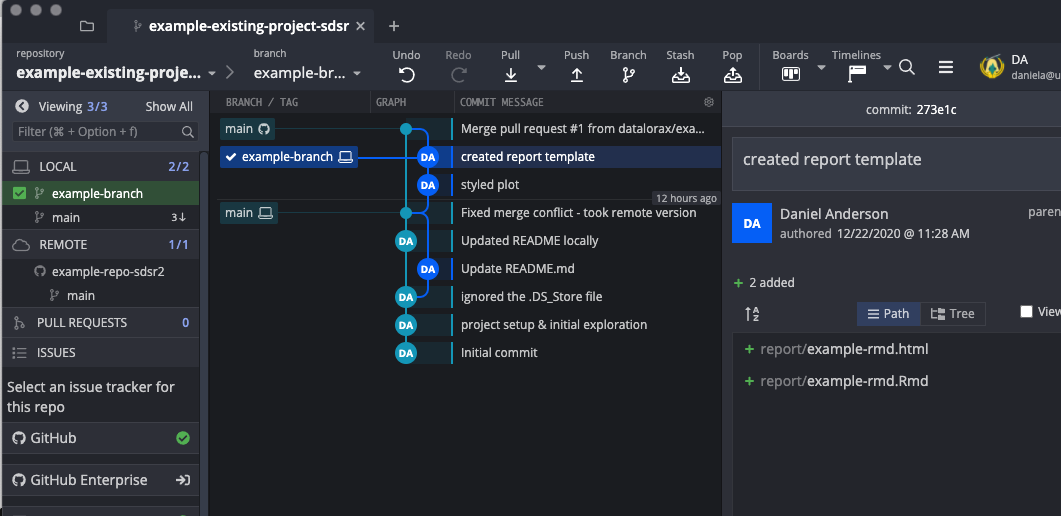 example-existing-project-sdsr
repository
example-existing-proje...
branch
example-br...
Undo
Redo
Pull
Push
Branch
Stash
Pop
Boards
Timelines
DA
daniela@u
Viewing 3/3
Show All
Filter (⌘ + Option + f)
LOCAL
2/2
example-branch
main
3↓
REMOTE
1/1
example-repo-sdsr2
main
PULL REQUESTS
0
ISSUES
Select an issue tracker for
this repo
GitHub
GitHub Enterprise
BRANCH / TAG
GRAPH
COMMIT MESSAGE
main
Merge pull request #1 from datalorax/exa...
example-branch
DA
created report template
DA
styled plot
12 hours ago
main
Fixed merge conflict - took remote version
DA
Updated README locally
DA
Update README.md
DA
ignored the .DS_Store file
DA
project setup & initial exploration
DA
Initial commit
commit: 273e1c
created report template
DA
Daniel Anderson
paren
authored 12/22/2020 @ 11:28 AM
+ 2 added
A
Z
Path
Tree
View
+ report/example-rmd.html
+ report/example-rmd.Rmd